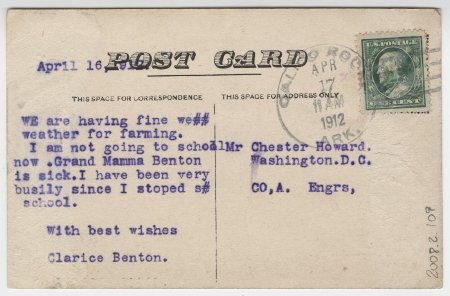 POST CARD
April 16,191
THIS SPACE FOR CORRESPONDENCE
THIS SPACE FOR ADDRESS ONLY
WE are having fine we##
weather for farming.
I am not going to school
now .Grand Mamma Benton
is sick.I have been very
busily since I stoped s#
school.
With best wishes
Clarice Benton.
Mr Chester Howard.
Washington.D.C.
CO,A. Engrs,
APR
17
11 AM
1912
ARK.
U.S.POSTAGE
ONE CENT